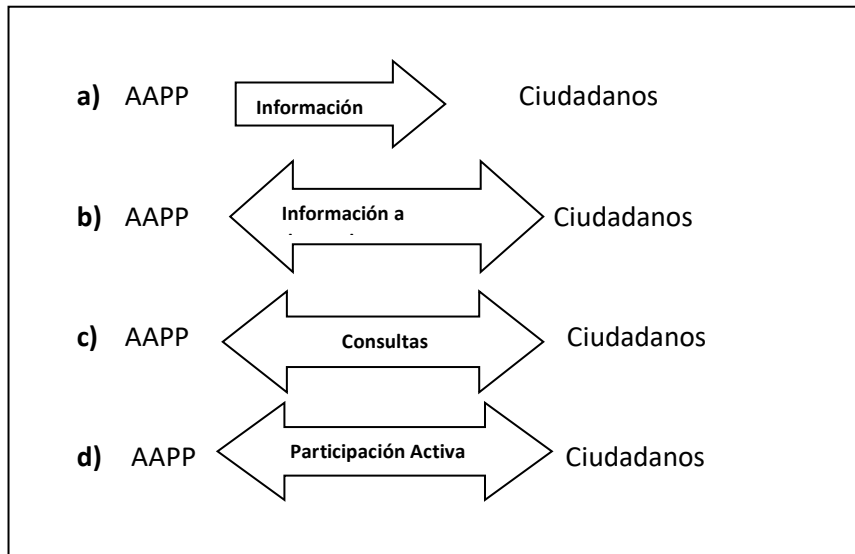 a) AAPP Información Ciudadanos
b) AAPP Información a Ciudadanos
c) AAPP Consultas Ciudadanos
d) AAPP Participación Activa Ciudadanos